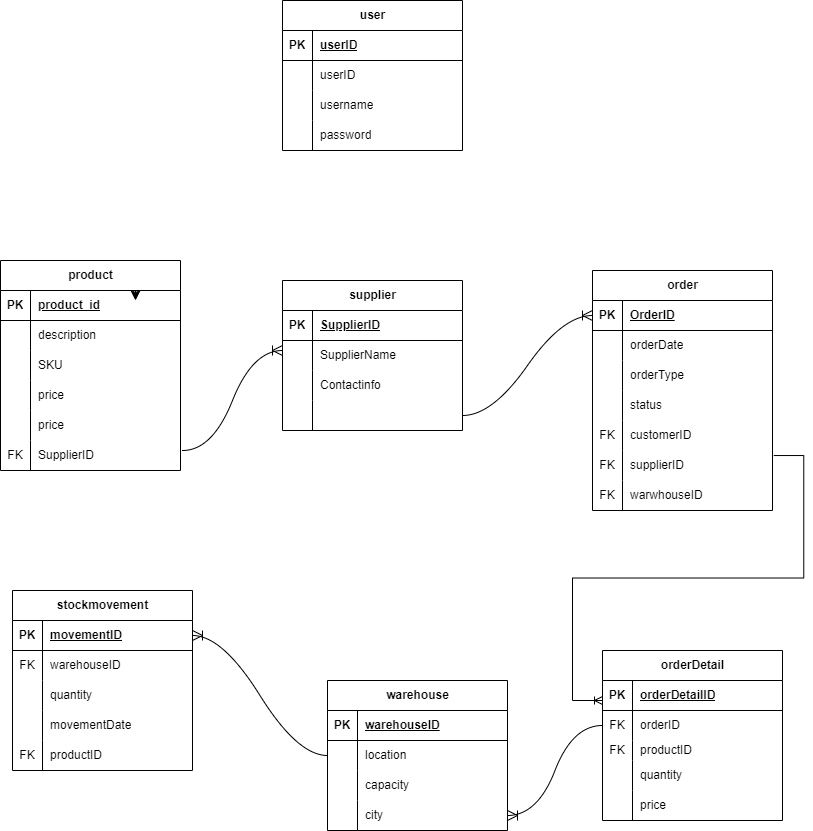 user
PK userID
userID
username
password
product
PK product_id
description
SKU
price
price
FK SupplierID
supplier
PK SupplierID
SupplierName
Contactinfo
order
PK OrderID
orderDate
orderType
status
FK customerID
FK supplierID
FK warwhouseID
stockmovement
PK movementID
FK warehouseID
quantity
movementDate
FK productID
warehouse
PK warehouseID
location
capacity
city
orderDetail
PK orderDetailID
FK orderID
FK productID
quantity
price